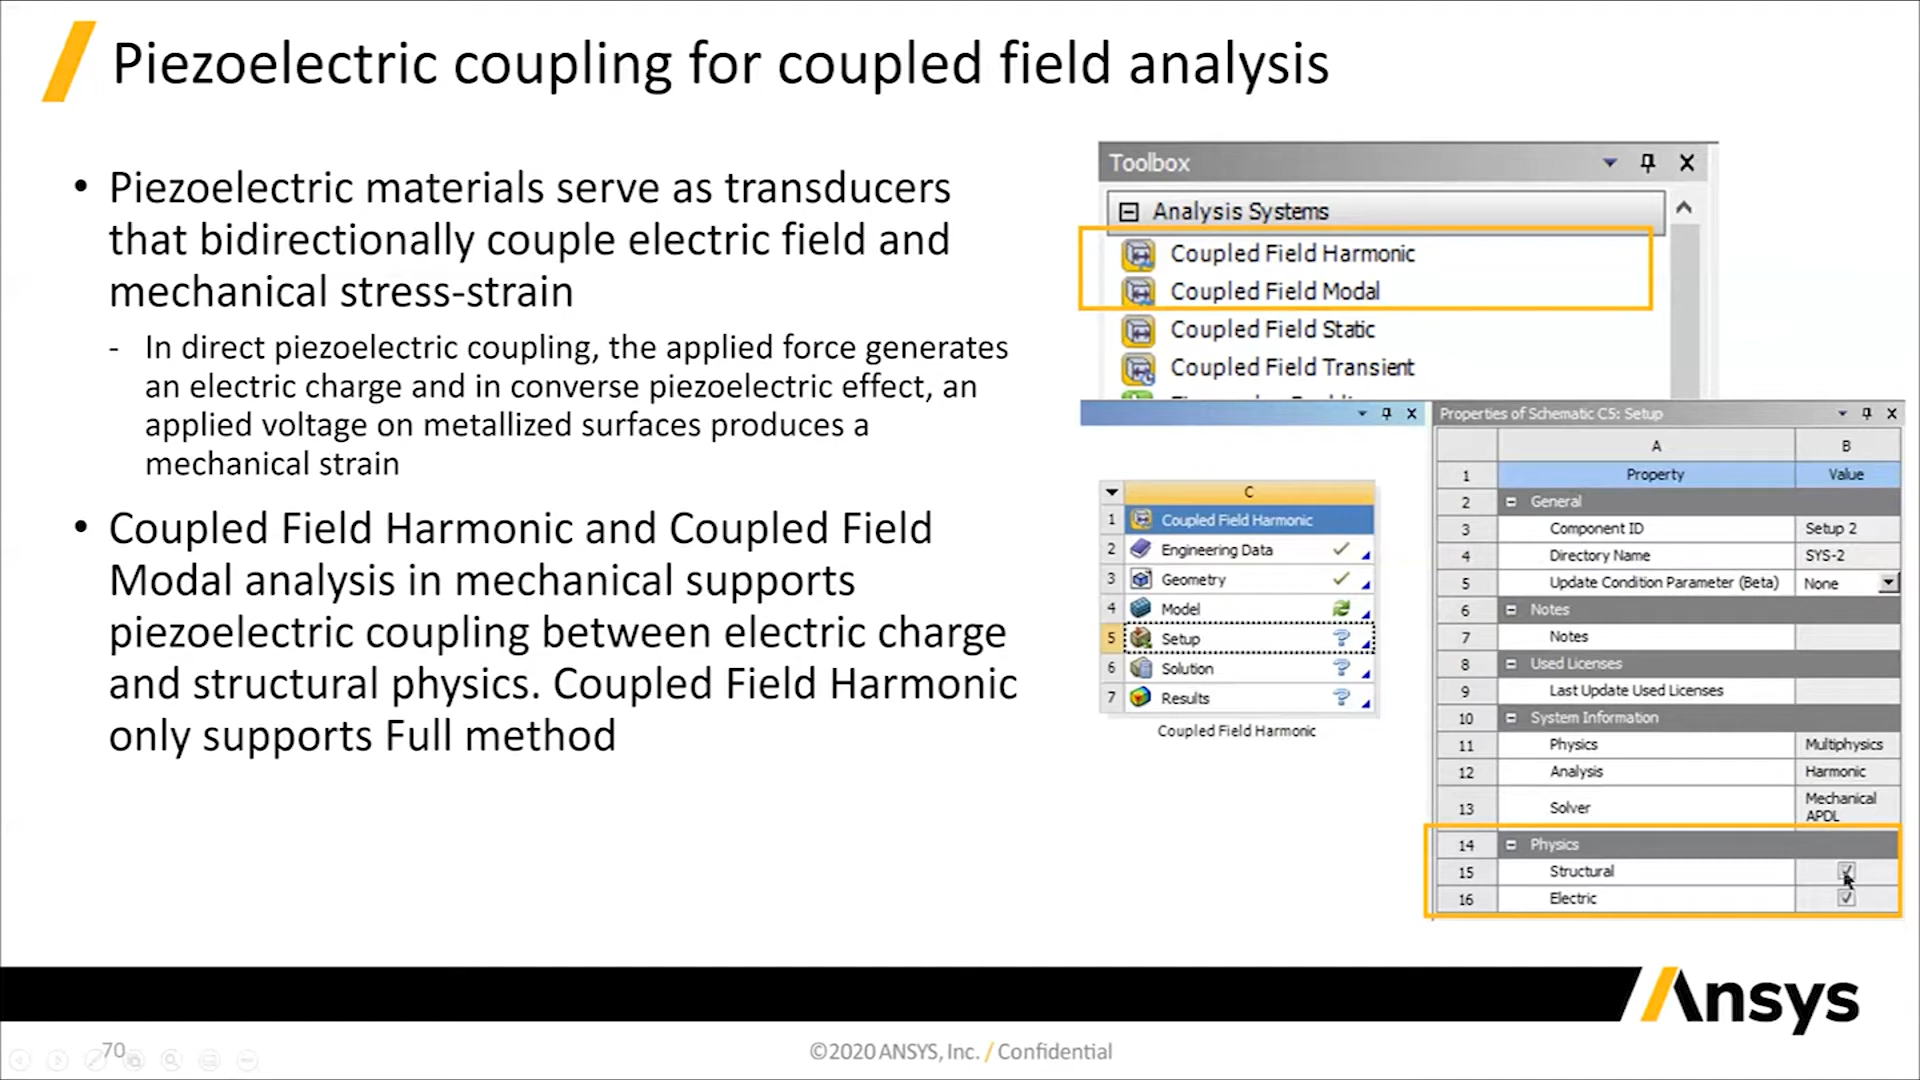 Piezoelectric coupling for coupled field analysis
• Piezoelectric materials serve as transducers
that bidirectionally couple electric field and
mechanical stress-strain
- In direct piezoelectric coupling, the applied force generates
an electric charge and in converse piezoelectric effect, an
applied voltage on metallized surfaces produces a
mechanical strain
• Coupled Field Harmonic and Coupled Field
Modal analysis in mechanical supports
piezoelectric coupling between electric charge
and structural physics. Coupled Field Harmonic
only supports Full method
Toolbox
Analysis Systems
Coupled Field Harmonic
Coupled Field Modal
Coupled Field Static
Coupled Field Transient
C
1 Coupled Field Harmonic
2 Engineering Data
3 Geometry
4 Model
5 Setup
6 Solution
7 Results
Coupled Field Harmonic
Properties of Schematic C5: Setup
A B
1 Property Value
2 General
3 Component ID Setup 2
4 Directory Name SYS-2
5 Update Condition Parameter (Beta) None
6 Notes
7 Notes
8 Used Licenses
9 Last Update Used Licenses
10 System Information
11 Physics Multiphysics
12 Analysis Harmonic
13 Solver Mechanical
APDL
14 Physics
15 Structural
16 Electric
Ansys
70
©2020 ANSYS, Inc. / Confidential